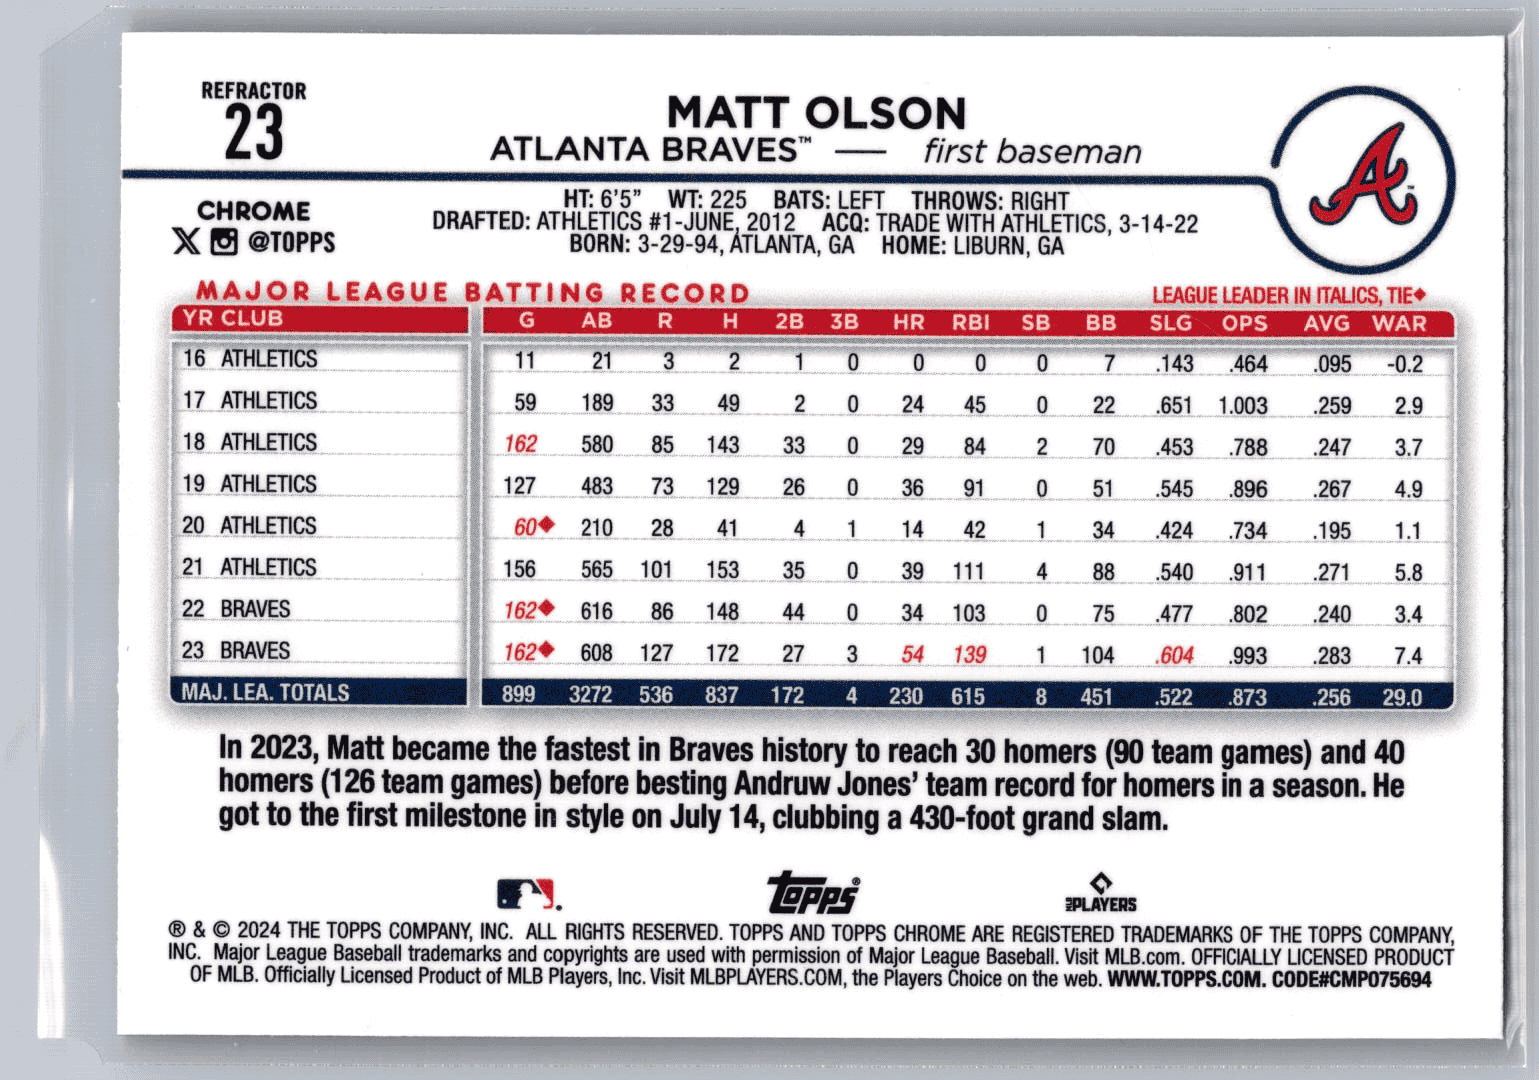 REFRACTOR
23
MATT OLSON
ATLANTA BRAVES™ — first baseman
A™
CHROME
X @TOPPS
HT: 6'5” WT: 225 BATS: LEFT THROWS: RIGHT
DRAFTED: ATHLETICS #1-JUNE, 2012 ACQ: TRADE WITH ATHLETICS, 3-14-22
BORN: 3-29-94, ATLANTA, GA HOME: LIBURN, GA
MAJOR LEAGUE BATTING RECORD LEAGUE LEADER IN ITALICS, TIE◆
YR CLUB G AB R H 2B 3B HR RBI SB BB SLG OPS AVG WAR
16 ATHLETICS 11 21 3 2 1 0 0 0 0 7 .143 .464 .095 -0.2
17 ATHLETICS 59 189 33 49 2 0 24 45 0 22 .651 1.003 .259 2.9
18 ATHLETICS 162 580 85 143 33 0 29 84 2 70 .453 .788 .247 3.7
19 ATHLETICS 127 483 73 129 26 0 36 91 0 51 .545 .896 .267 4.9
20 ATHLETICS 60◆ 210 28 41 4 1 14 42 1 34 .424 .734 .195 1.1
21 ATHLETICS 156 565 101 153 35 0 39 111 4 88 .540 .911 .271 5.8
22 BRAVES 162◆ 616 86 148 44 0 34 103 0 75 .477 .802 .240 3.4
23 BRAVES 162◆ 608 127 172 27 3 54 139 1 104 .604 .993 .283 7.4
MAJ. LEA. TOTALS 899 3272 536 837 172 4 230 615 8 451 .522 .873 .256 29.0
In 2023, Matt became the fastest in Braves history to reach 30 homers (90 team games) and 40
homers (126 team games) before besting Andruw Jones' team record for homers in a season. He
got to the first milestone in style on July 14, clubbing a 430-foot grand slam.
topps® MLB PLAYERS
® & © 2024 THE TOPPS COMPANY, INC. ALL RIGHTS RESERVED. TOPPS AND TOPPS CHROME ARE REGISTERED TRADEMARKS OF THE TOPPS COMPANY,
INC. Major League Baseball trademarks and copyrights are used with permission of Major League Baseball. Visit MLB.com. OFFICIALLY LICENSED PRODUCT
OF MLB. Officially Licensed Product of MLB Players, Inc. Visit MLBPLAYERS.COM, the Players Choice on the web. WWW.TOPPS.COM. CODE#CMP075694